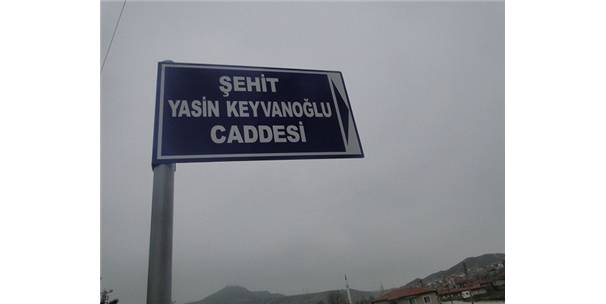 ŞEHİT
YASİN KEYVANOĞLU
CADDESİ